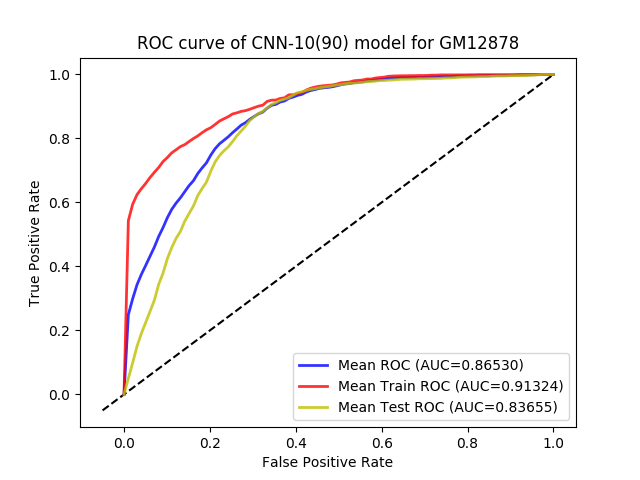 ROC curve of CNN-10(90) model for GM12878
1.0
0.8
0.6
0.4
0.2
0.0
True Positive Rate
Mean ROC (AUC=0.86530)
Mean Train ROC (AUC=0.91324)
Mean Test ROC (AUC=0.83655)
0.0 0.2 0.4 0.6 0.8 1.0
False Positive Rate